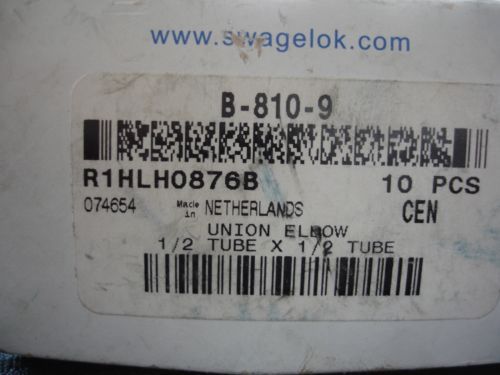 www.swagelok.com
B-810-9
R1HLH0876B 10 PCS
074654 Made in NETHERLANDS CEN
UNION ELBOW
1/2 TUBE X 1/2 TUBE